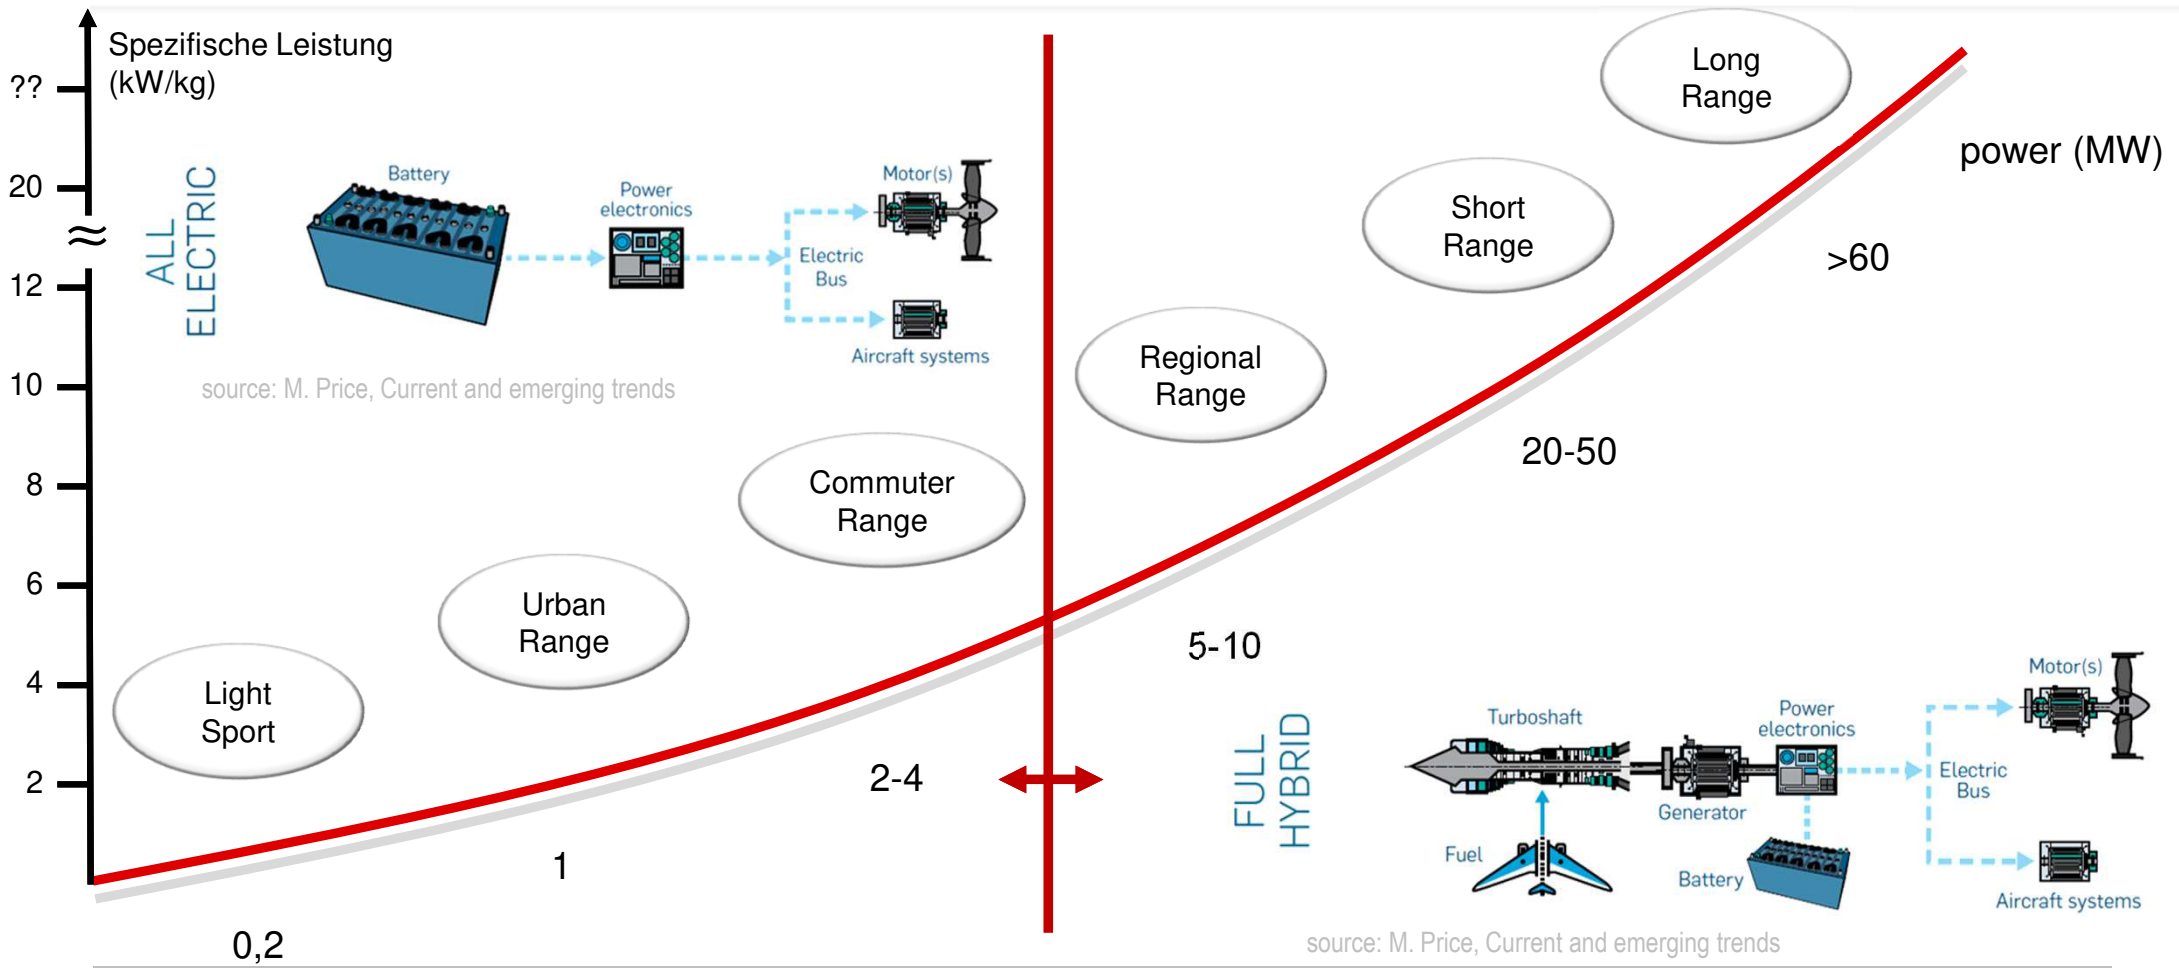 Spezifische Leistung
(kW/kg)
??
20
12
10
8
6
4
2
ALL
ELECTRIC
Battery
Power
electronics
Motor(s)
Electric
Bus
Aircraft systems
source: M. Price, Current and emerging trends
Light
Sport
Urban
Range
Commuter
Range
Regional
Range
Short
Range
Long
Range
power (MW)
>60
20-50
5-10
2-4
1
0,2
FULL
HYBRID
Turboshaft
Fuel
Generator
Power
electronics
Battery
Motor(s)
Electric
Bus
Aircraft systems
source: M. Price, Current and emerging trends